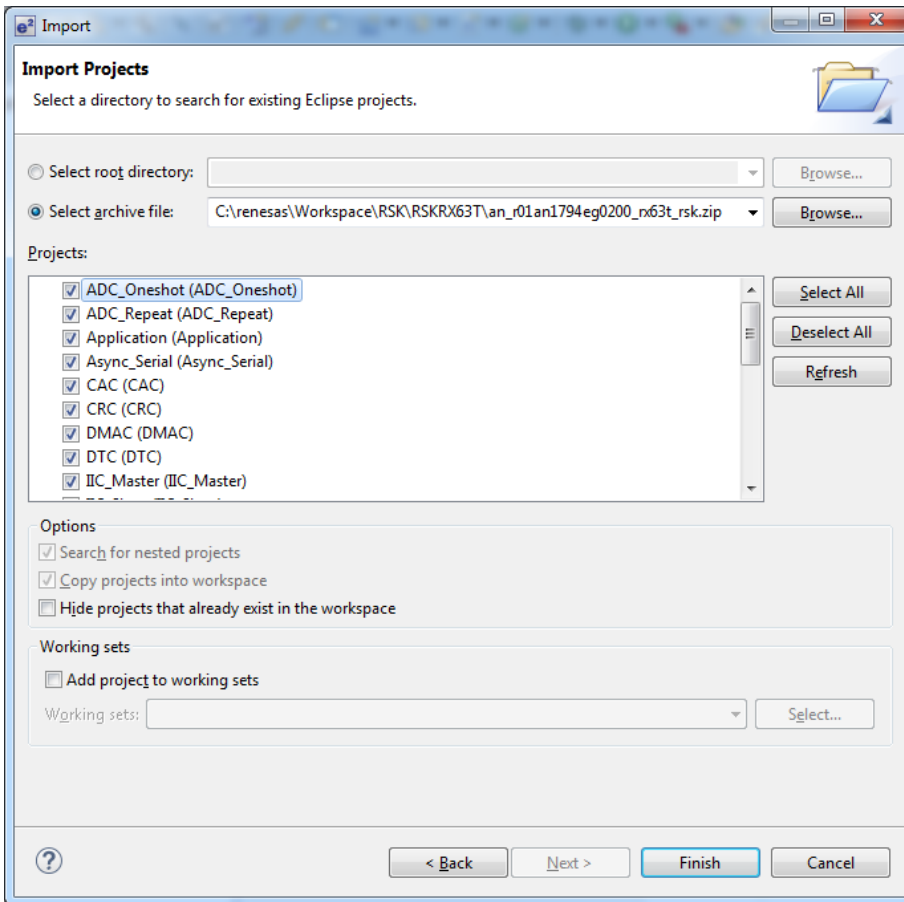 e² Import
Import Projects
Select a directory to search for existing Eclipse projects.
Select root directory:
Browse...
Select archive file: C:\renesas\Workspace\RSK\RSKRX63T\an_r01an1794eg0200_rx63t_rsk.zip Browse...
Projects:
ADC_Oneshot (ADC_Oneshot) Select All
ADC_Repeat (ADC_Repeat)
Application (Application) Deselect All
Async_Serial (Async_Serial)
Refresh
CAC (CAC)
CRC (CRC)
DMAC (DMAC)
DTC (DTC)
IIC_Master (IIC_Master)
Options
Search for nested projects
Copy projects into workspace
Hide projects that already exist in the workspace
Working sets
Add project to working sets
Working sets: Select...
? < Back Next > Finish Cancel